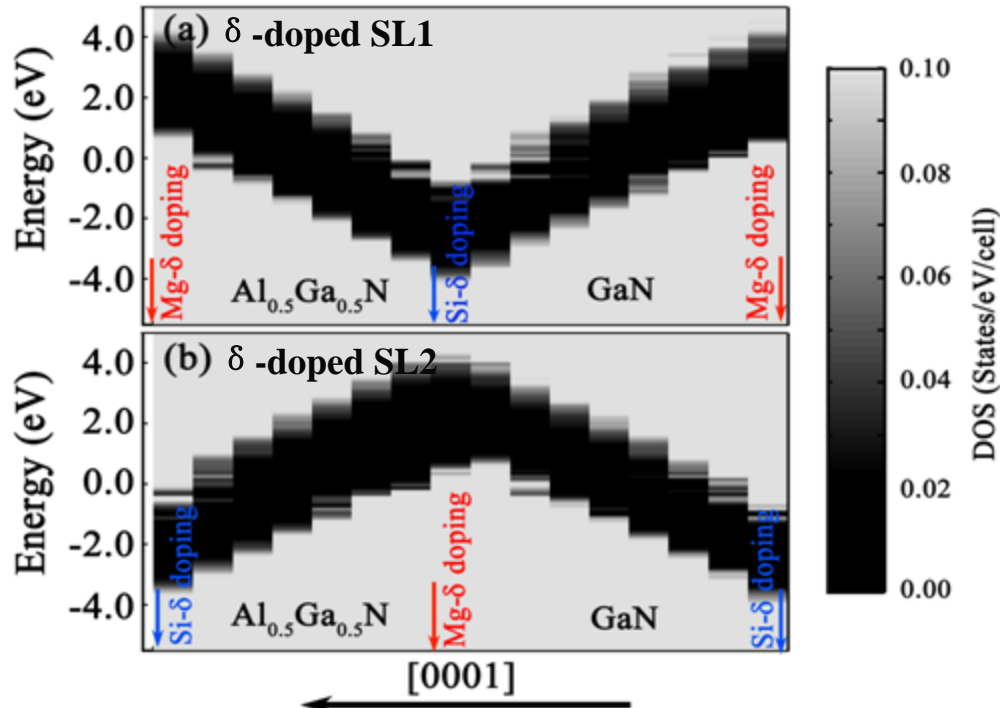 (a) δ -doped SL1
Energy (eV)
4.0
2.0
0.0
-2.0
-4.0
Mg-δ doping
Al0.5Ga0.5N
Si-δ doping
GaN
Mg-δ doping
(b) δ -doped SL2
Energy (eV)
4.0
2.0
0.0
-2.0
-4.0
Si-δ doping
Al0.5Ga0.5N
Mg-δ doping
GaN
Si-δ doping
[0001]
0.10
0.08
0.06
0.04
0.02
0.00
DOS (States/eV/cell)